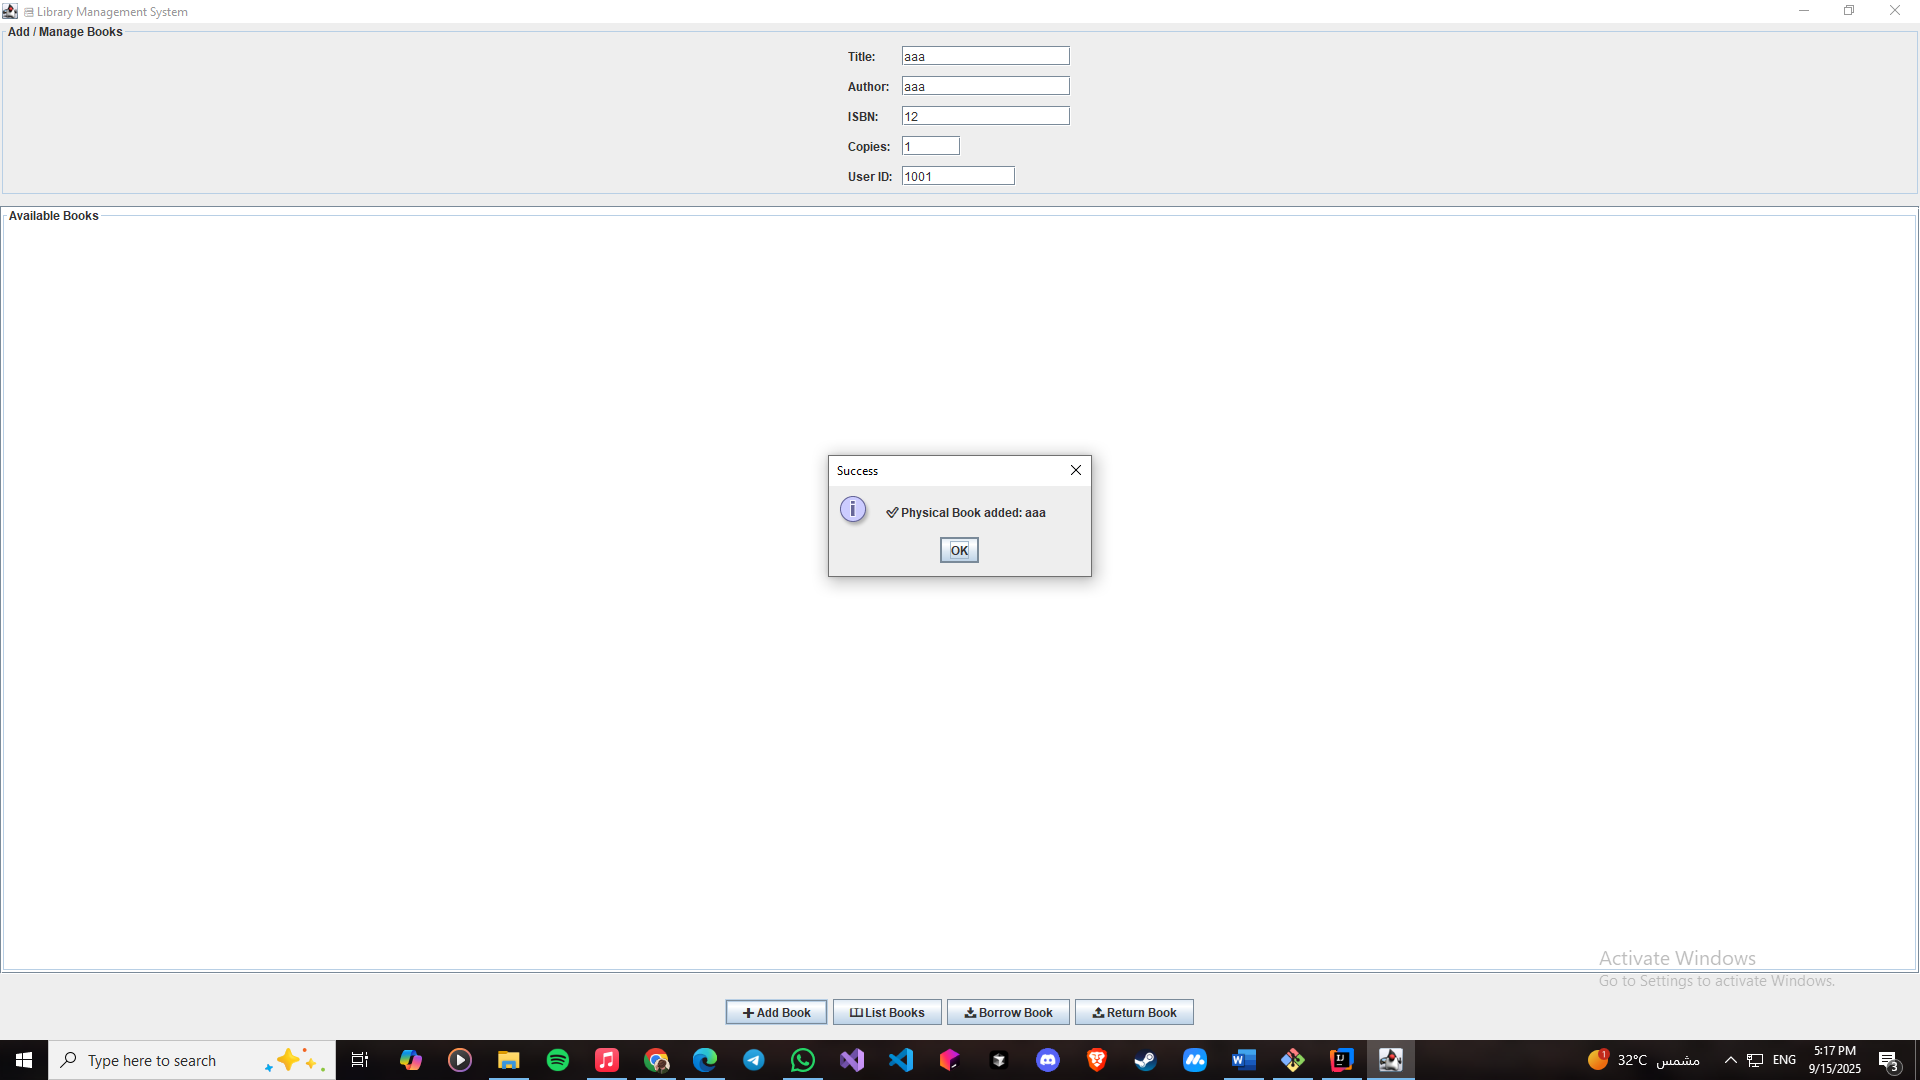 Library Management System
Add / Manage Books
Title: aaa
Author: aaa
ISBN: 12
Copies: 1
User ID: 1001
Available Books
Success
Physical Book added: aaa
OK
Activate Windows
Go to Settings to activate Windows.
Add Book List Books Borrow Book Return Book
Type here to search
1 32°C مشمس ENG 5:17 PM
9/15/2025 3